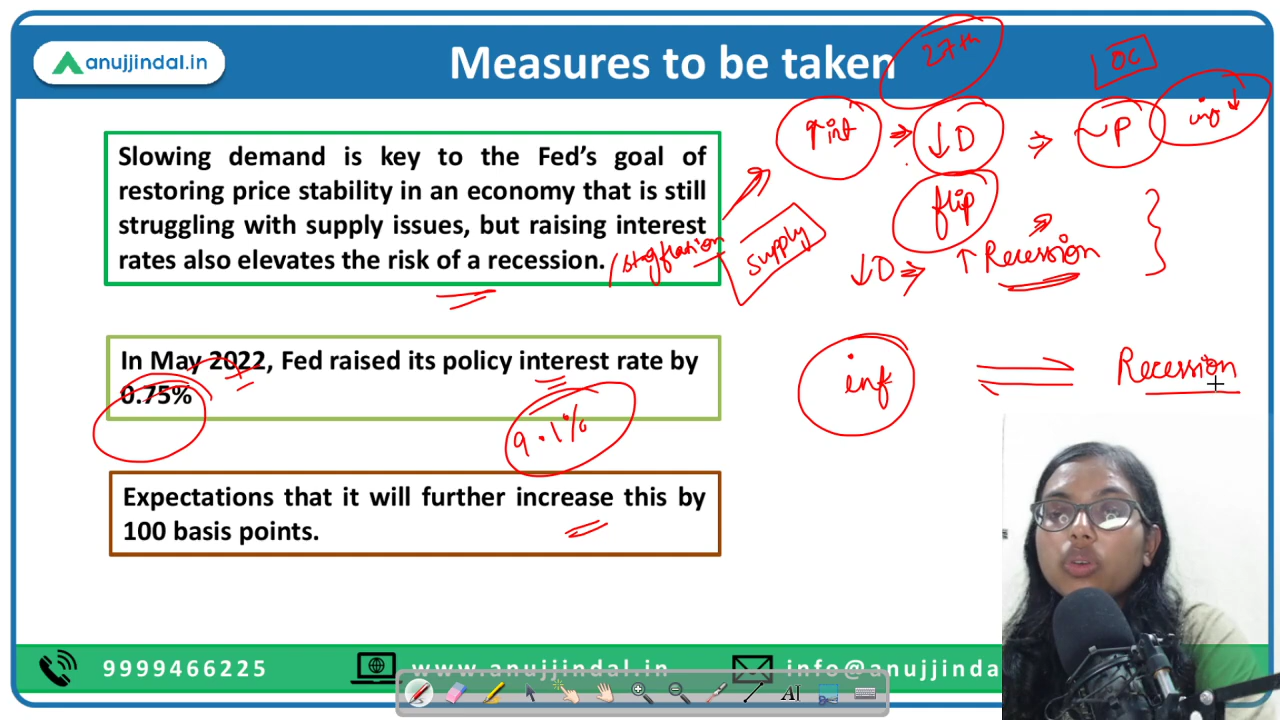 anujjindal.in
Measures to be taken
27th
OC
↑ int ⇒ ↓ D ⇒ ~ P
inf ↓
Slowing demand is key to the Fed's goal of
restoring price stability in an economy that is still
struggling with supply issues, but raising interest
rates also elevates the risk of a recession.
stagflation
supply
flip
↓D ⇒ ↑ Recession
In May 2022, Fed raised its policy interest rate by
0.75%
9.1%
inf
Recession
Expectations that it will further increase this by
100 basis points.
9999466225
www.anujjindal.in
info@anujjinda
AI